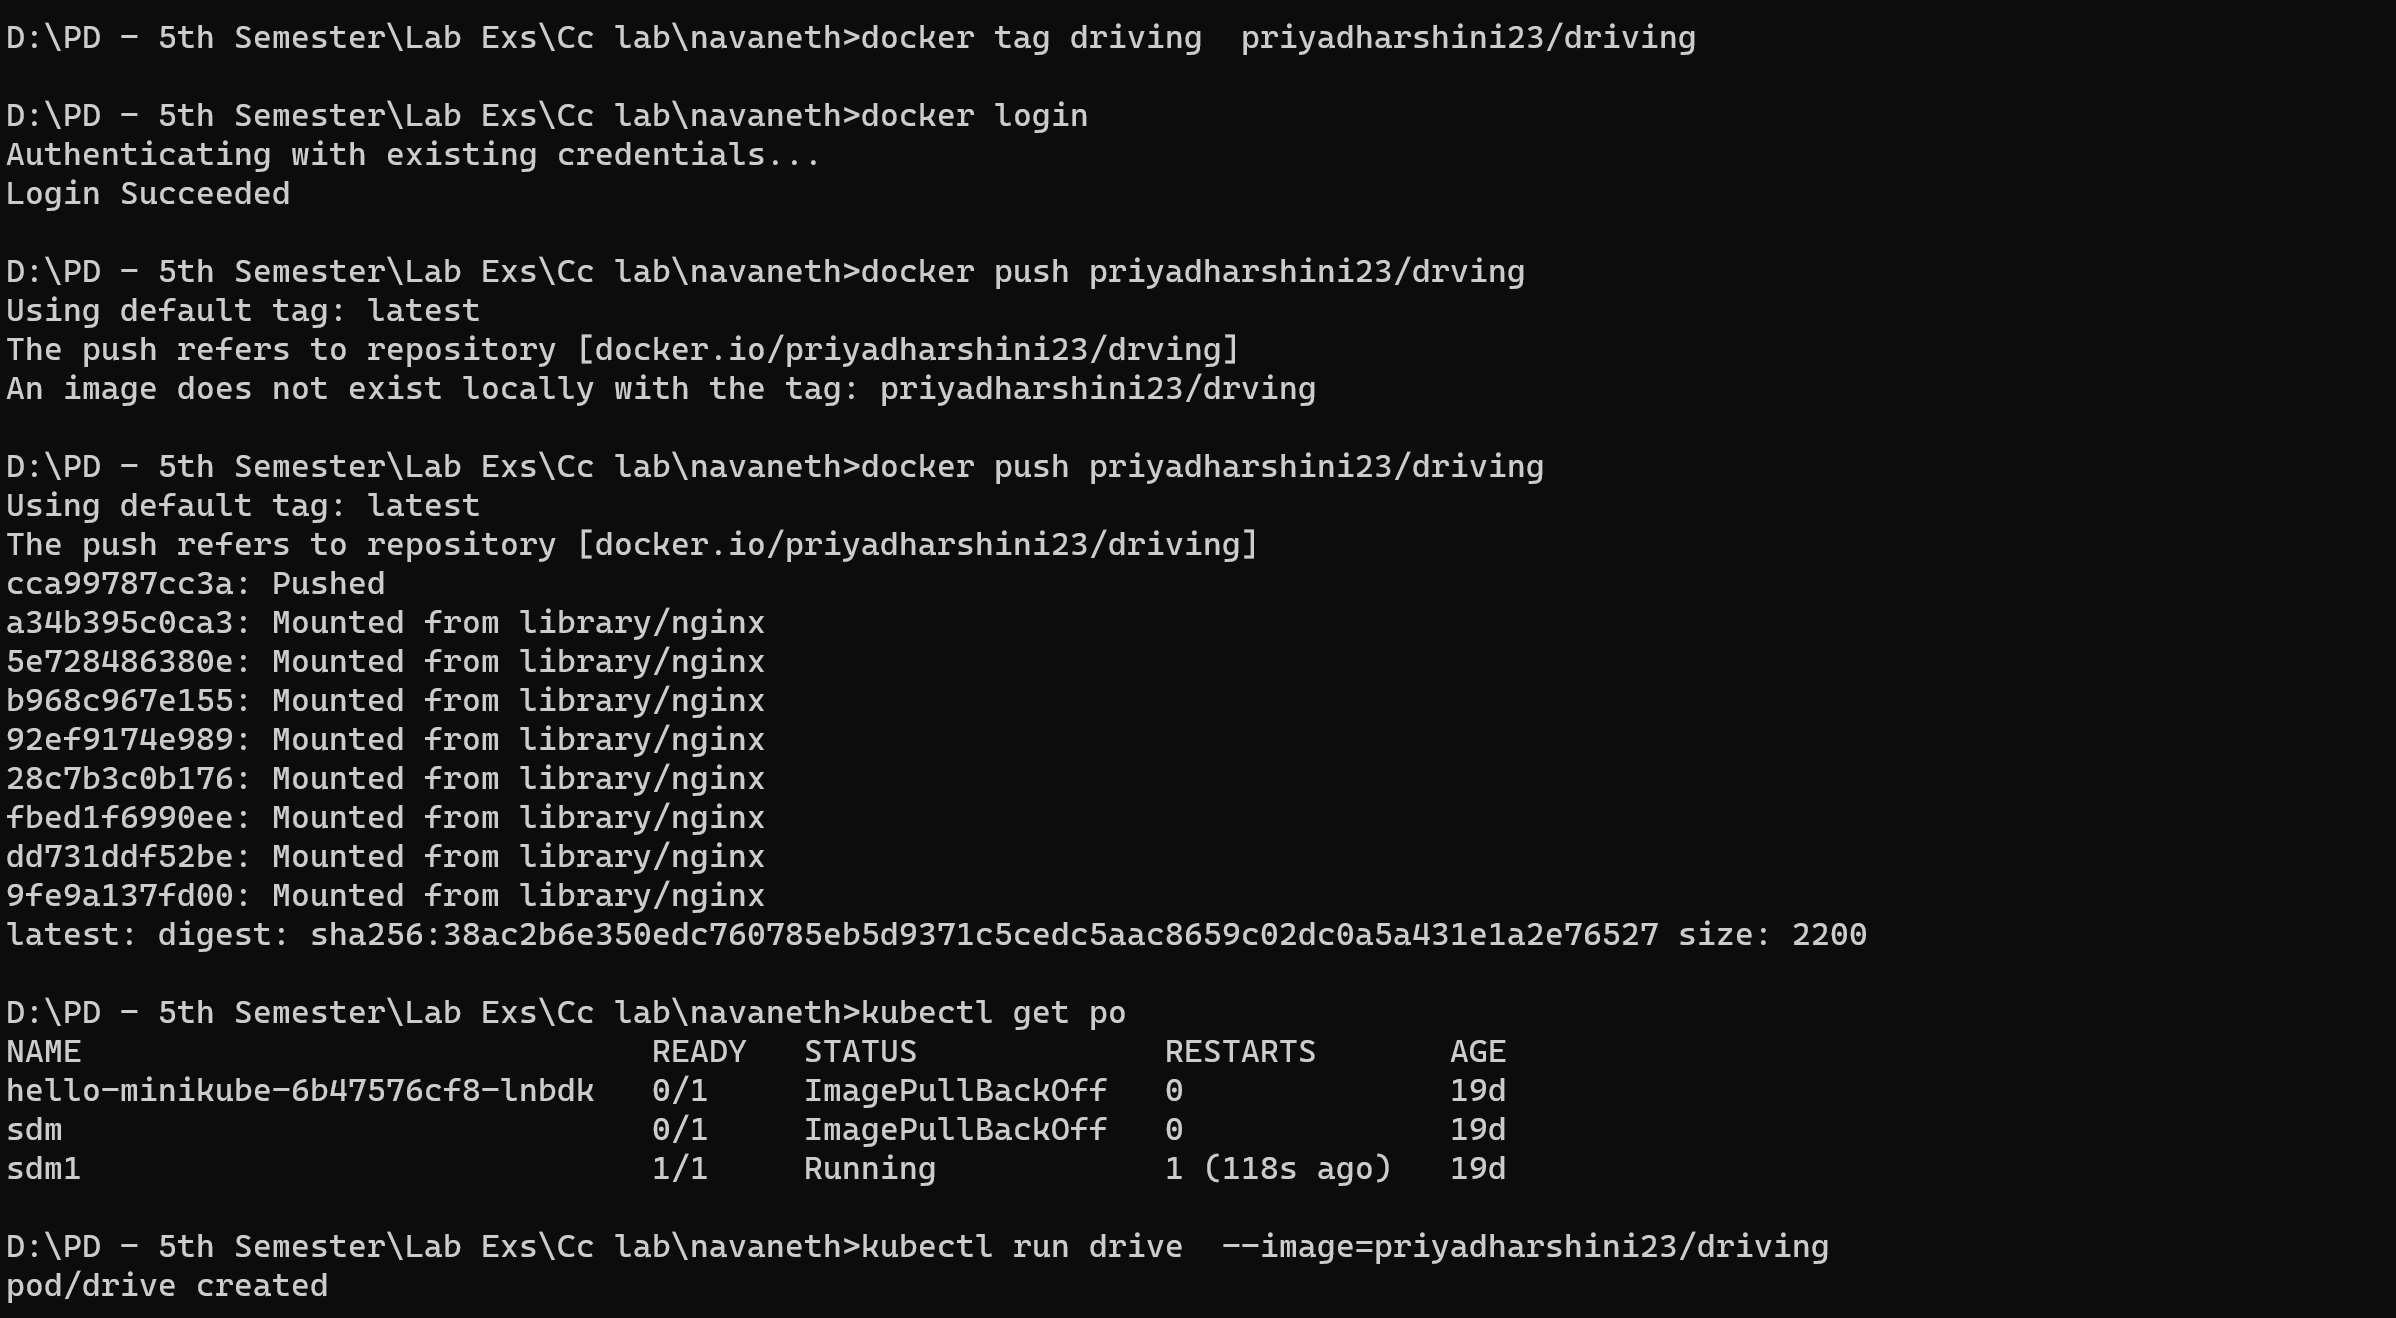 D:\PD - 5th Semester\Lab Exs\Cc lab\navaneth>docker tag driving  priyadharshini23/driving
D:\PD - 5th Semester\Lab Exs\Cc lab\navaneth>docker login
Authenticating with existing credentials...
Login Succeeded
D:\PD - 5th Semester\Lab Exs\Cc lab\navaneth>docker push priyadharshini23/drving
Using default tag: latest
The push refers to repository [docker.io/priyadharshini23/drving]
An image does not exist locally with the tag: priyadharshini23/drving
D:\PD - 5th Semester\Lab Exs\Cc lab\navaneth>docker push priyadharshini23/driving
Using default tag: latest
The push refers to repository [docker.io/priyadharshini23/driving]
cca99787cc3a: Pushed
a34b395c0ca3: Mounted from library/nginx
5e728486380e: Mounted from library/nginx
b968c967e155: Mounted from library/nginx
92ef9174e989: Mounted from library/nginx
28c7b3c0b176: Mounted from library/nginx
fbed1f6990ee: Mounted from library/nginx
dd731ddf52be: Mounted from library/nginx
9fe9a137fd00: Mounted from library/nginx
latest: digest: sha256:38ac2b6e350edc760785eb5d9371c5cedc5aac8659c02dc0a5a431e1a2e76527 size: 2200
D:\PD - 5th Semester\Lab Exs\Cc lab\navaneth>kubectl get po
NAME                              READY   STATUS             RESTARTS       AGE
hello-minikube-6b47576cf8-lnbdk   0/1     ImagePullBackOff   0              19d
sdm                               0/1     ImagePullBackOff   0              19d
sdm1                              1/1     Running            1 (118s ago)   19d
D:\PD - 5th Semester\Lab Exs\Cc lab\navaneth>kubectl run drive  --image=priyadharshini23/driving
pod/drive created